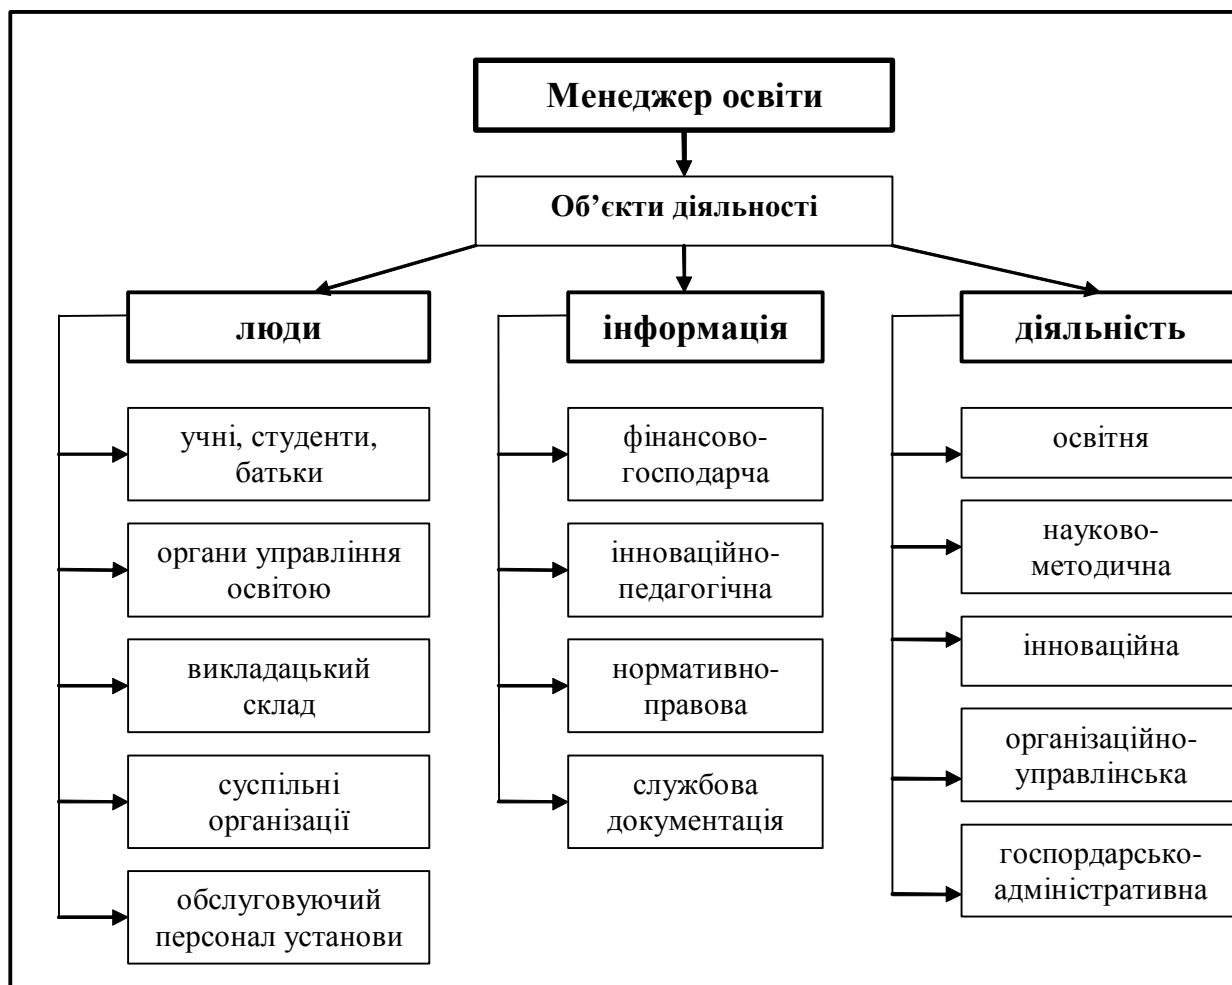 Менеджер освіти
Об’єкти діяльності
люди
учні, студенти,
батьки
органи управління
освітою
викладацький
склад
суспільні
організації
обслуговуючий
персонал установи
інформація
фінансово-
господарча
інноваційно-
педагогічна
нормативно-
правова
службова
документація
діяльність
освітня
науково-
методична
інноваційна
організаційно-
управлінська
госпордарсько-
адміністративна